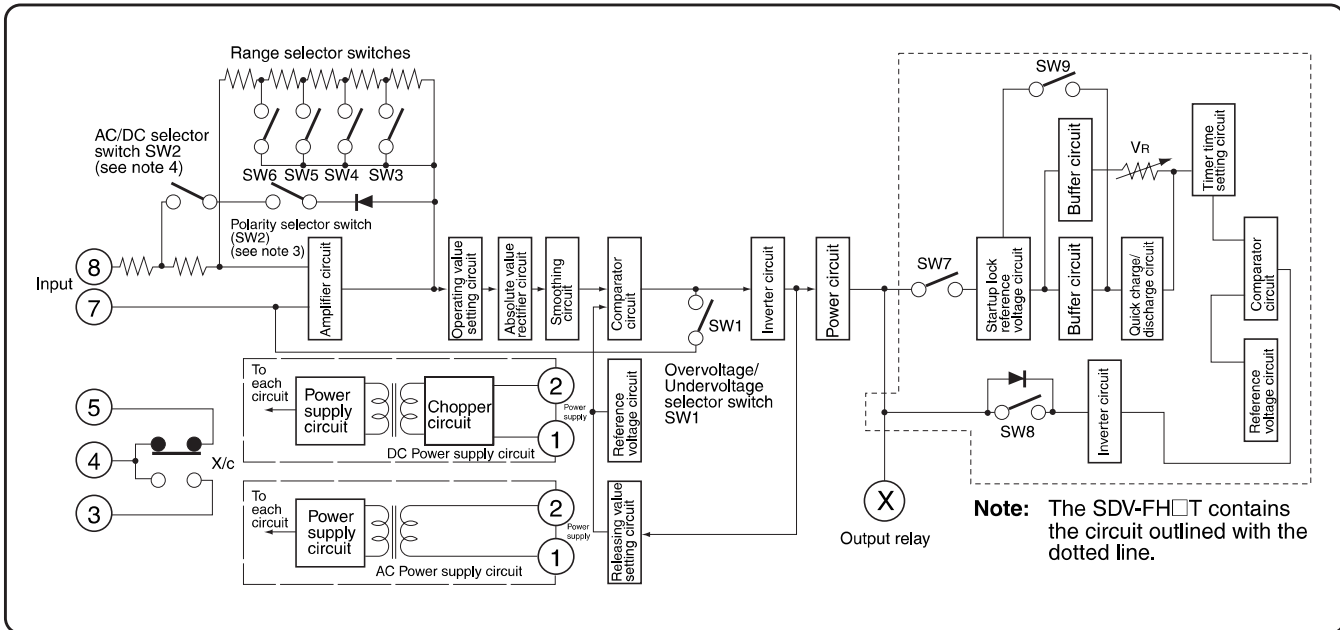 Range selector switches
AC/DC selector
switch SW2
(see note 4)
SW6 SW5 SW4 SW3
Polarity selector switch
(SW2)
(see note 3)
Input
8
7
Amplifier circuit
Operating value
setting circuit
Absolute value
rectifier circuit
Smoothing
circuit
Comparator
circuit
SW1
Overvoltage/
Undervoltage
selector switch
SW1
Inverter circuit
Power circuit
SW7
SW9
Startup lock
reference
voltage circuit
Buffer circuit
Buffer circuit
VR
Quick charge/
discharge circuit
Timer time
setting circuit
Comparator
circuit
Reference
voltage circuit
SW8
Inverter circuit
To
each
circuit
Power
supply
circuit
Chopper
circuit
2
Power
supply
1
DC Power supply circuit
Reference
voltage circuit
5
4
3
X/c
To
each
circuit
Power
supply
circuit
2
Power
supply
1
AC Power supply circuit
Releasing value
setting circuit
X
Output relay
Note: The SDV-FH□T contains
the circuit outlined with the
dotted line.